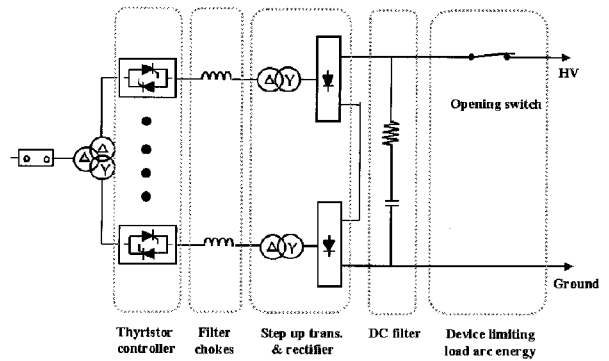 HV
Opening switch
Δ
Y
Δ Y
Δ Y
Ground
Thyristor
controller
Filter
chokes
Step up trans.
& rectifier
DC filter
Device limiting
load arc energy